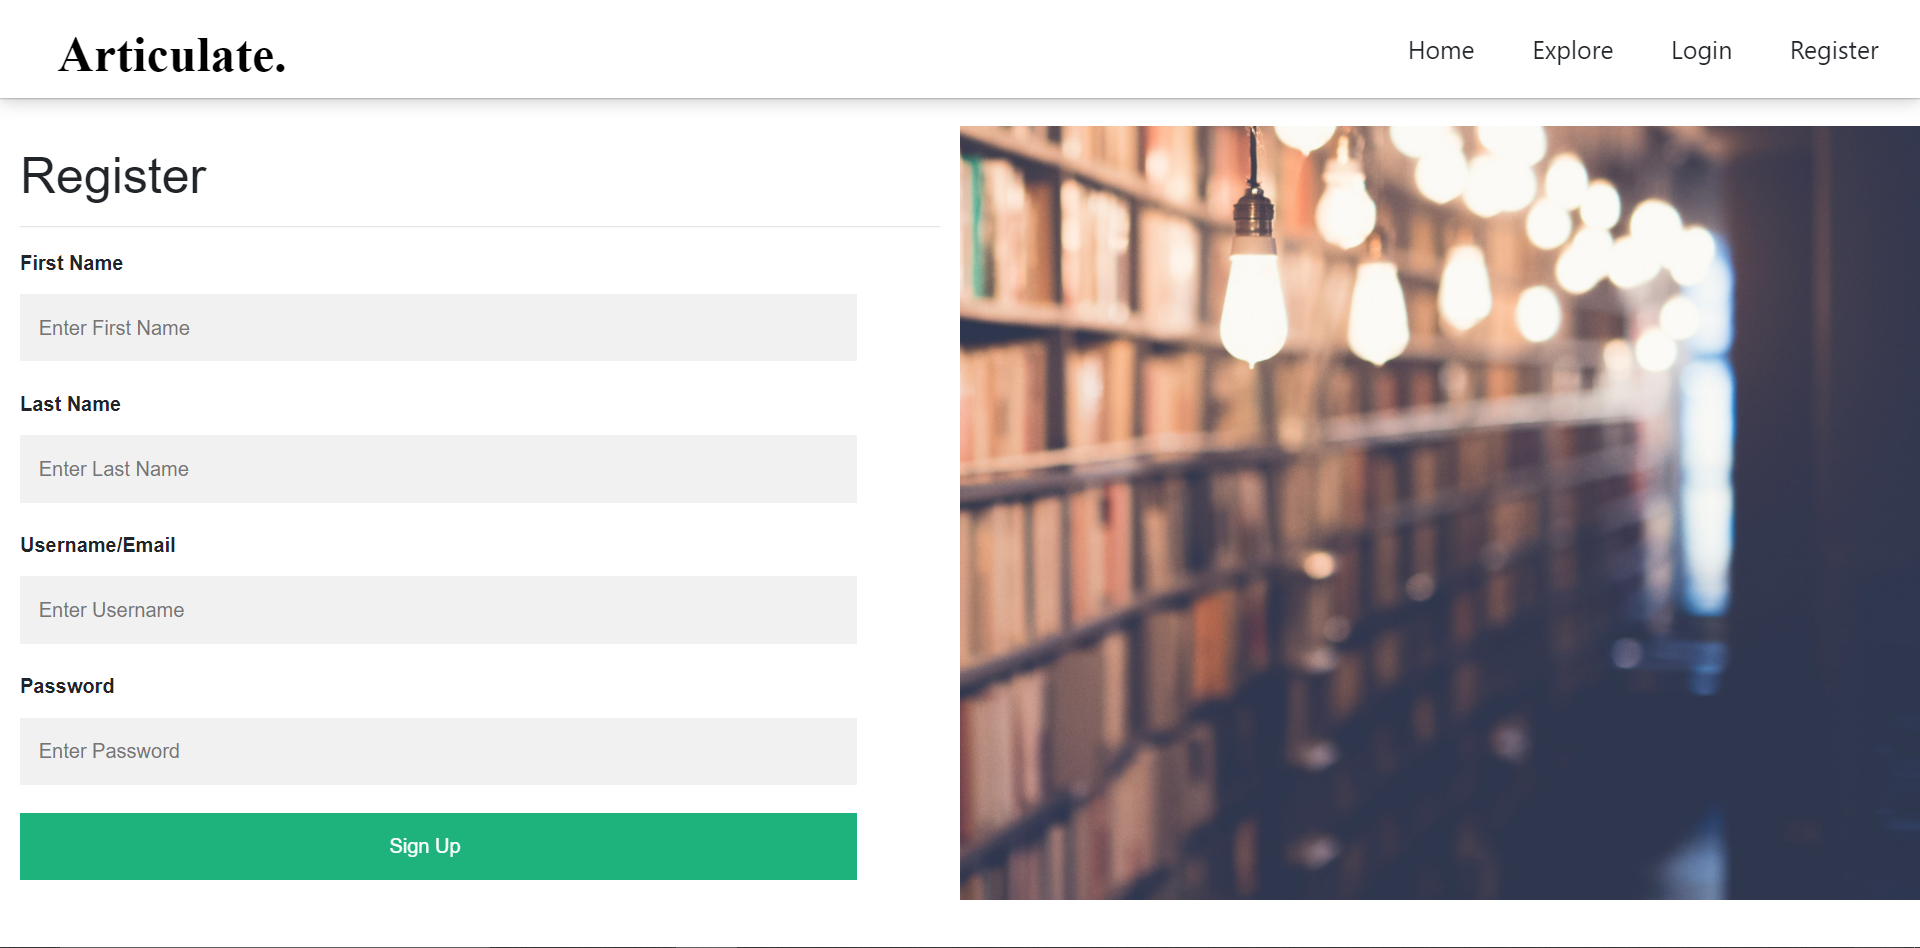 Articulate.
Home Explore Login Register
Register
First Name
Enter First Name
Last Name
Enter Last Name
Username/Email
Enter Username
Password
Enter Password
Sign Up